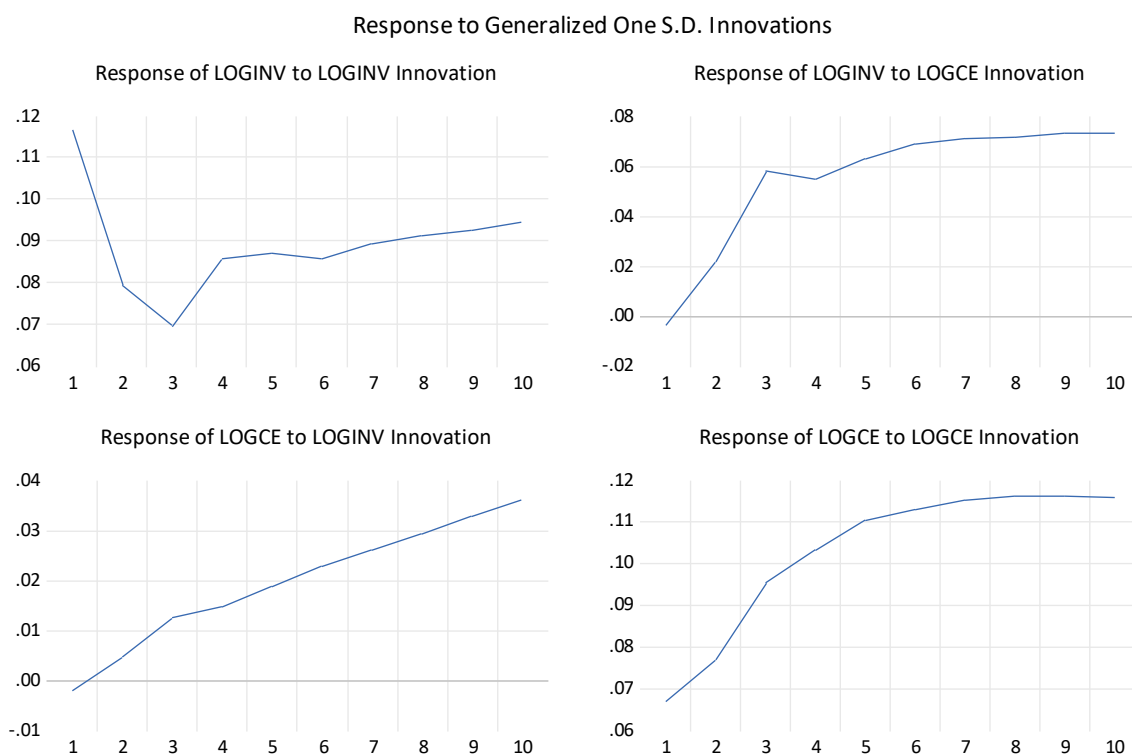 Response to Generalized One S.D. Innovations
Response of LOGINV to LOGINV Innovation
.12
.11
.10
.09
.08
.07
.06
1 2 3 4 5 6 7 8 9 10
Response of LOGINV to LOGCE Innovation
.08
.06
.04
.02
.00
-.02
1 2 3 4 5 6 7 8 9 10
Response of LOGCE to LOGINV Innovation
.04
.03
.02
.01
.00
-.01
1 2 3 4 5 6 7 8 9 10
Response of LOGCE to LOGCE Innovation
.12
.11
.10
.09
.08
.07
.06
1 2 3 4 5 6 7 8 9 10